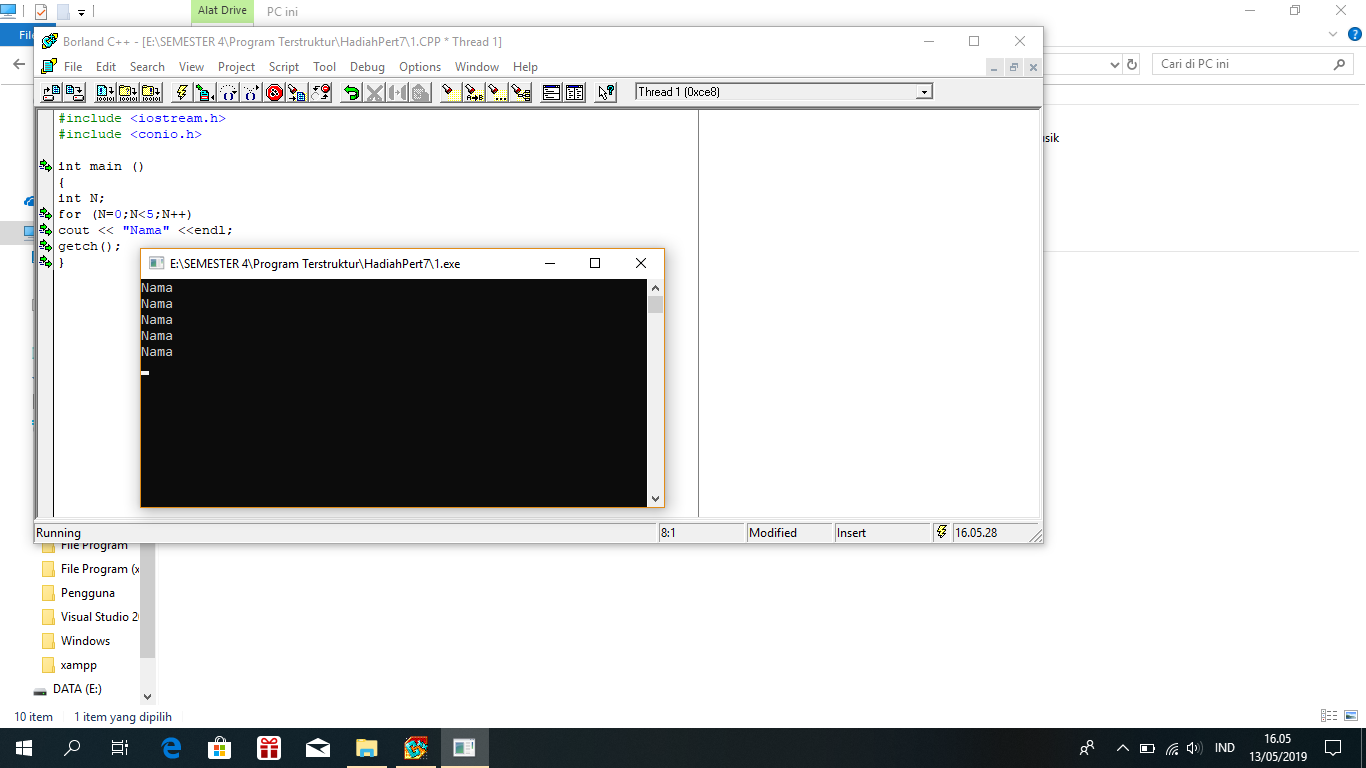 Alat Drive
PC ini
File
Borland C++ - [E:\SEMESTER 4\Program Terstruktur\HadiahPert7\1.CPP * Thread 1]
File Edit Search View Project Script Tool Debug Options Window Help
Cari di PC ini
Thread 1 (0xce8)
#include <iostream.h>
#include <conio.h>
int main ()
{
int N;
for (N=0;N<5;N++)
cout << "Nama" <<endl;
getch();
}
E:\SEMESTER 4\Program Terstruktur\HadiahPert7\1.exe
Nama
Nama
Nama
Nama
Nama
Running
8:1
Modified
Insert
16.05.28
File Program
File Program (x
Pengguna
Visual Studio 20
Windows
xampp
DATA (E:)
10 item 1 item yang dipilih
IND
16.05
13/05/2019